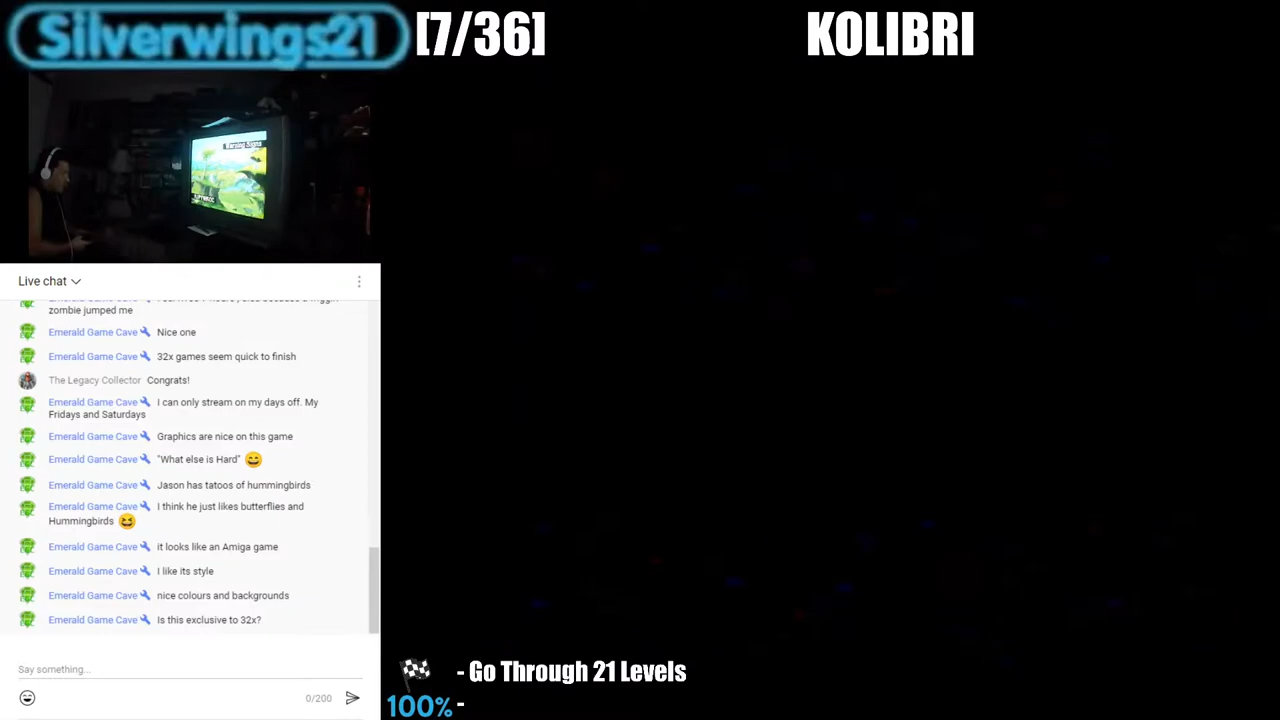 Silverwings21 [7/36] KOLIBRI
Warning Signs
Live chat
zombie jumped me
Emerald Game Cave Nice one
Emerald Game Cave 32x games seem quick to finish
The Legacy Collector Congrats!
Emerald Game Cave I can only stream on my days off. My
Fridays and Saturdays
Emerald Game Cave Graphics are nice on this game
Emerald Game Cave "What else is Hard" 😄
Emerald Game Cave Jason has tatoos of hummingbirds
Emerald Game Cave I think he just likes butterflies and
Hummingbirds 😆
Emerald Game Cave it looks like an Amiga game
Emerald Game Cave I like its style
Emerald Game Cave nice colours and backgrounds
Emerald Game Cave Is this exclusive to 32x?
Say something...
0/200
- Go Through 21 Levels
100% -